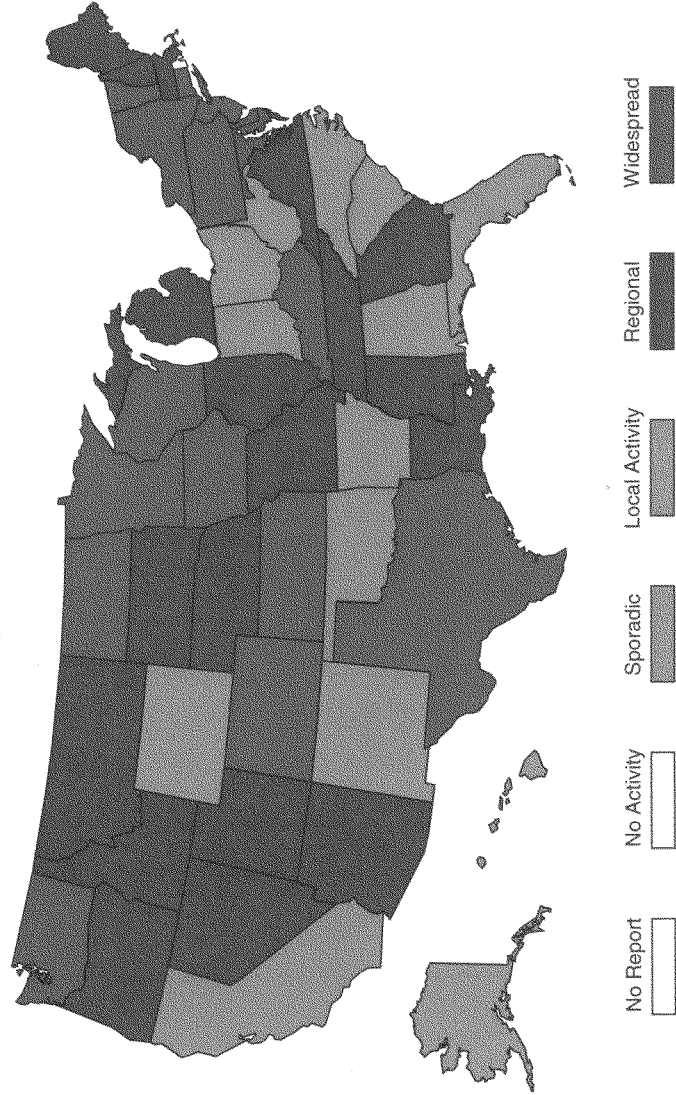 No Report
No Activity
Sporadic
Local Activity
Regional
Widespread